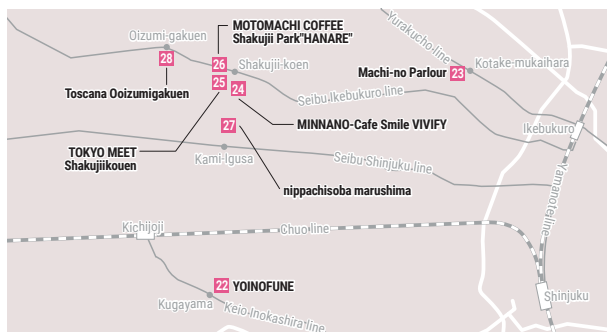 MOTOMACHI COFFEE
Shakujii Park"HANARE"
Oizumi-gakuen
28
Toscana Ooizumigakuen
26
Shakujii-koen
25
24
Yurakucho-line
Machi-no Parlour 23
Kotake-mukaihara
Seibu Ikebukuro line
MINNANO-Cafe Smile VIVIFY
Ikebukuro
27
TOKYO MEET
Shakujiikouen
Kami-Igusa
Seibu Shinjuku line
nippachisoba marushima
Yamanoteline
Kichijoji
Chuo line
22 YOINOFUNE
Kugayama
Keio Inokashira line
Shinjuku